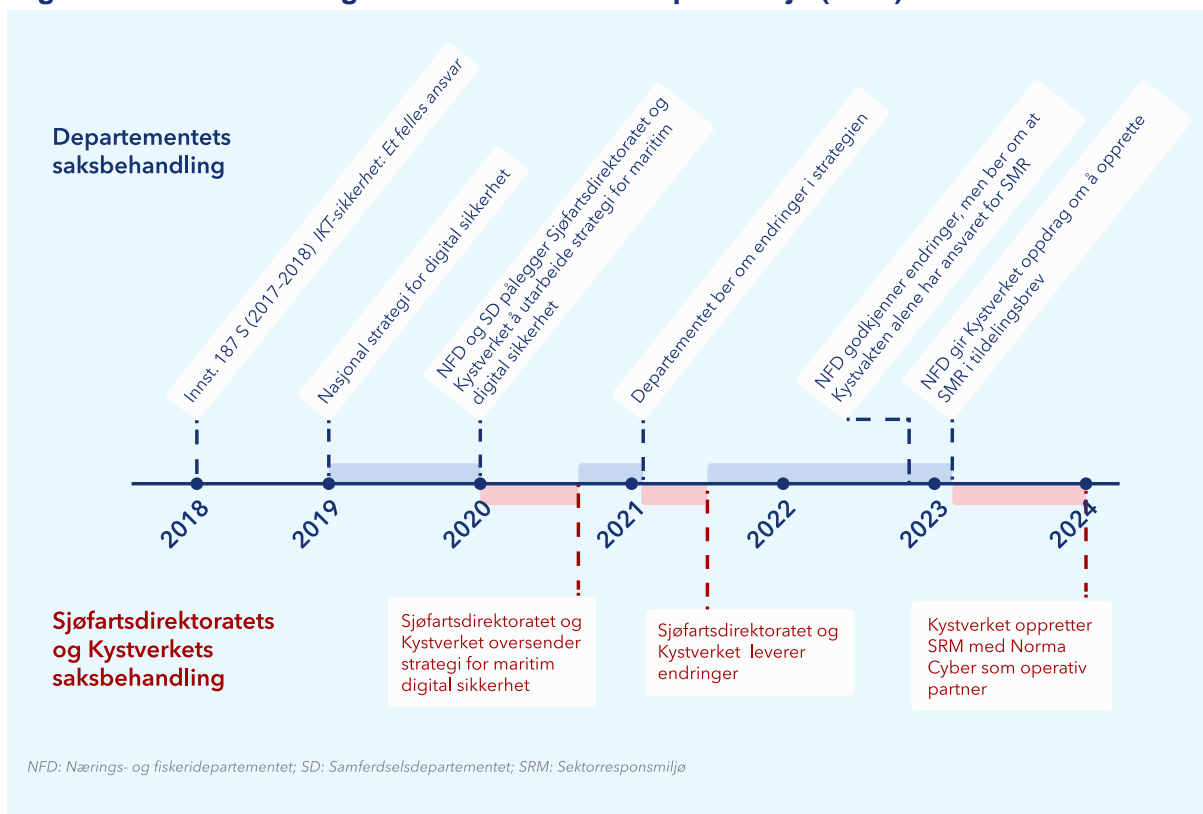 Departementets
saksbehandling
Innst. 187 S (2017–2018) IKT-sikkerhet: Et felles ansvar
Nasjonal strategi for digital sikkerhet
NFD og SD pålegger Sjøfartsdirektoratet og
Kystverket å utarbeide strategi for maritim
digital sikkerhet
Departementet ber om endringer i strategien
NFD godkjenner endringer, men ber om at
Kystvakten alene har ansvaret for SMR
NFD gir Kystverket oppdrag om å opprette
SMR i tildelingsbrev
2018
2019
2020
2021
2022
2023
2024
Sjøfartsdirektoratets
og Kystverkets
saksbehandling
Sjøfartsdirektoratet og
Kystverket oversender
strategi for maritim
digital sikkerhet
Sjøfartsdirektoratet og
Kystverket leverer
endringer
Kystverket oppretter
SRM med Norma
Cyber som operativ
partner
NFD: Nærings- og fiskeridepartementet; SD: Samferdselsdepartementet; SRM: Sektorresponsmiljø